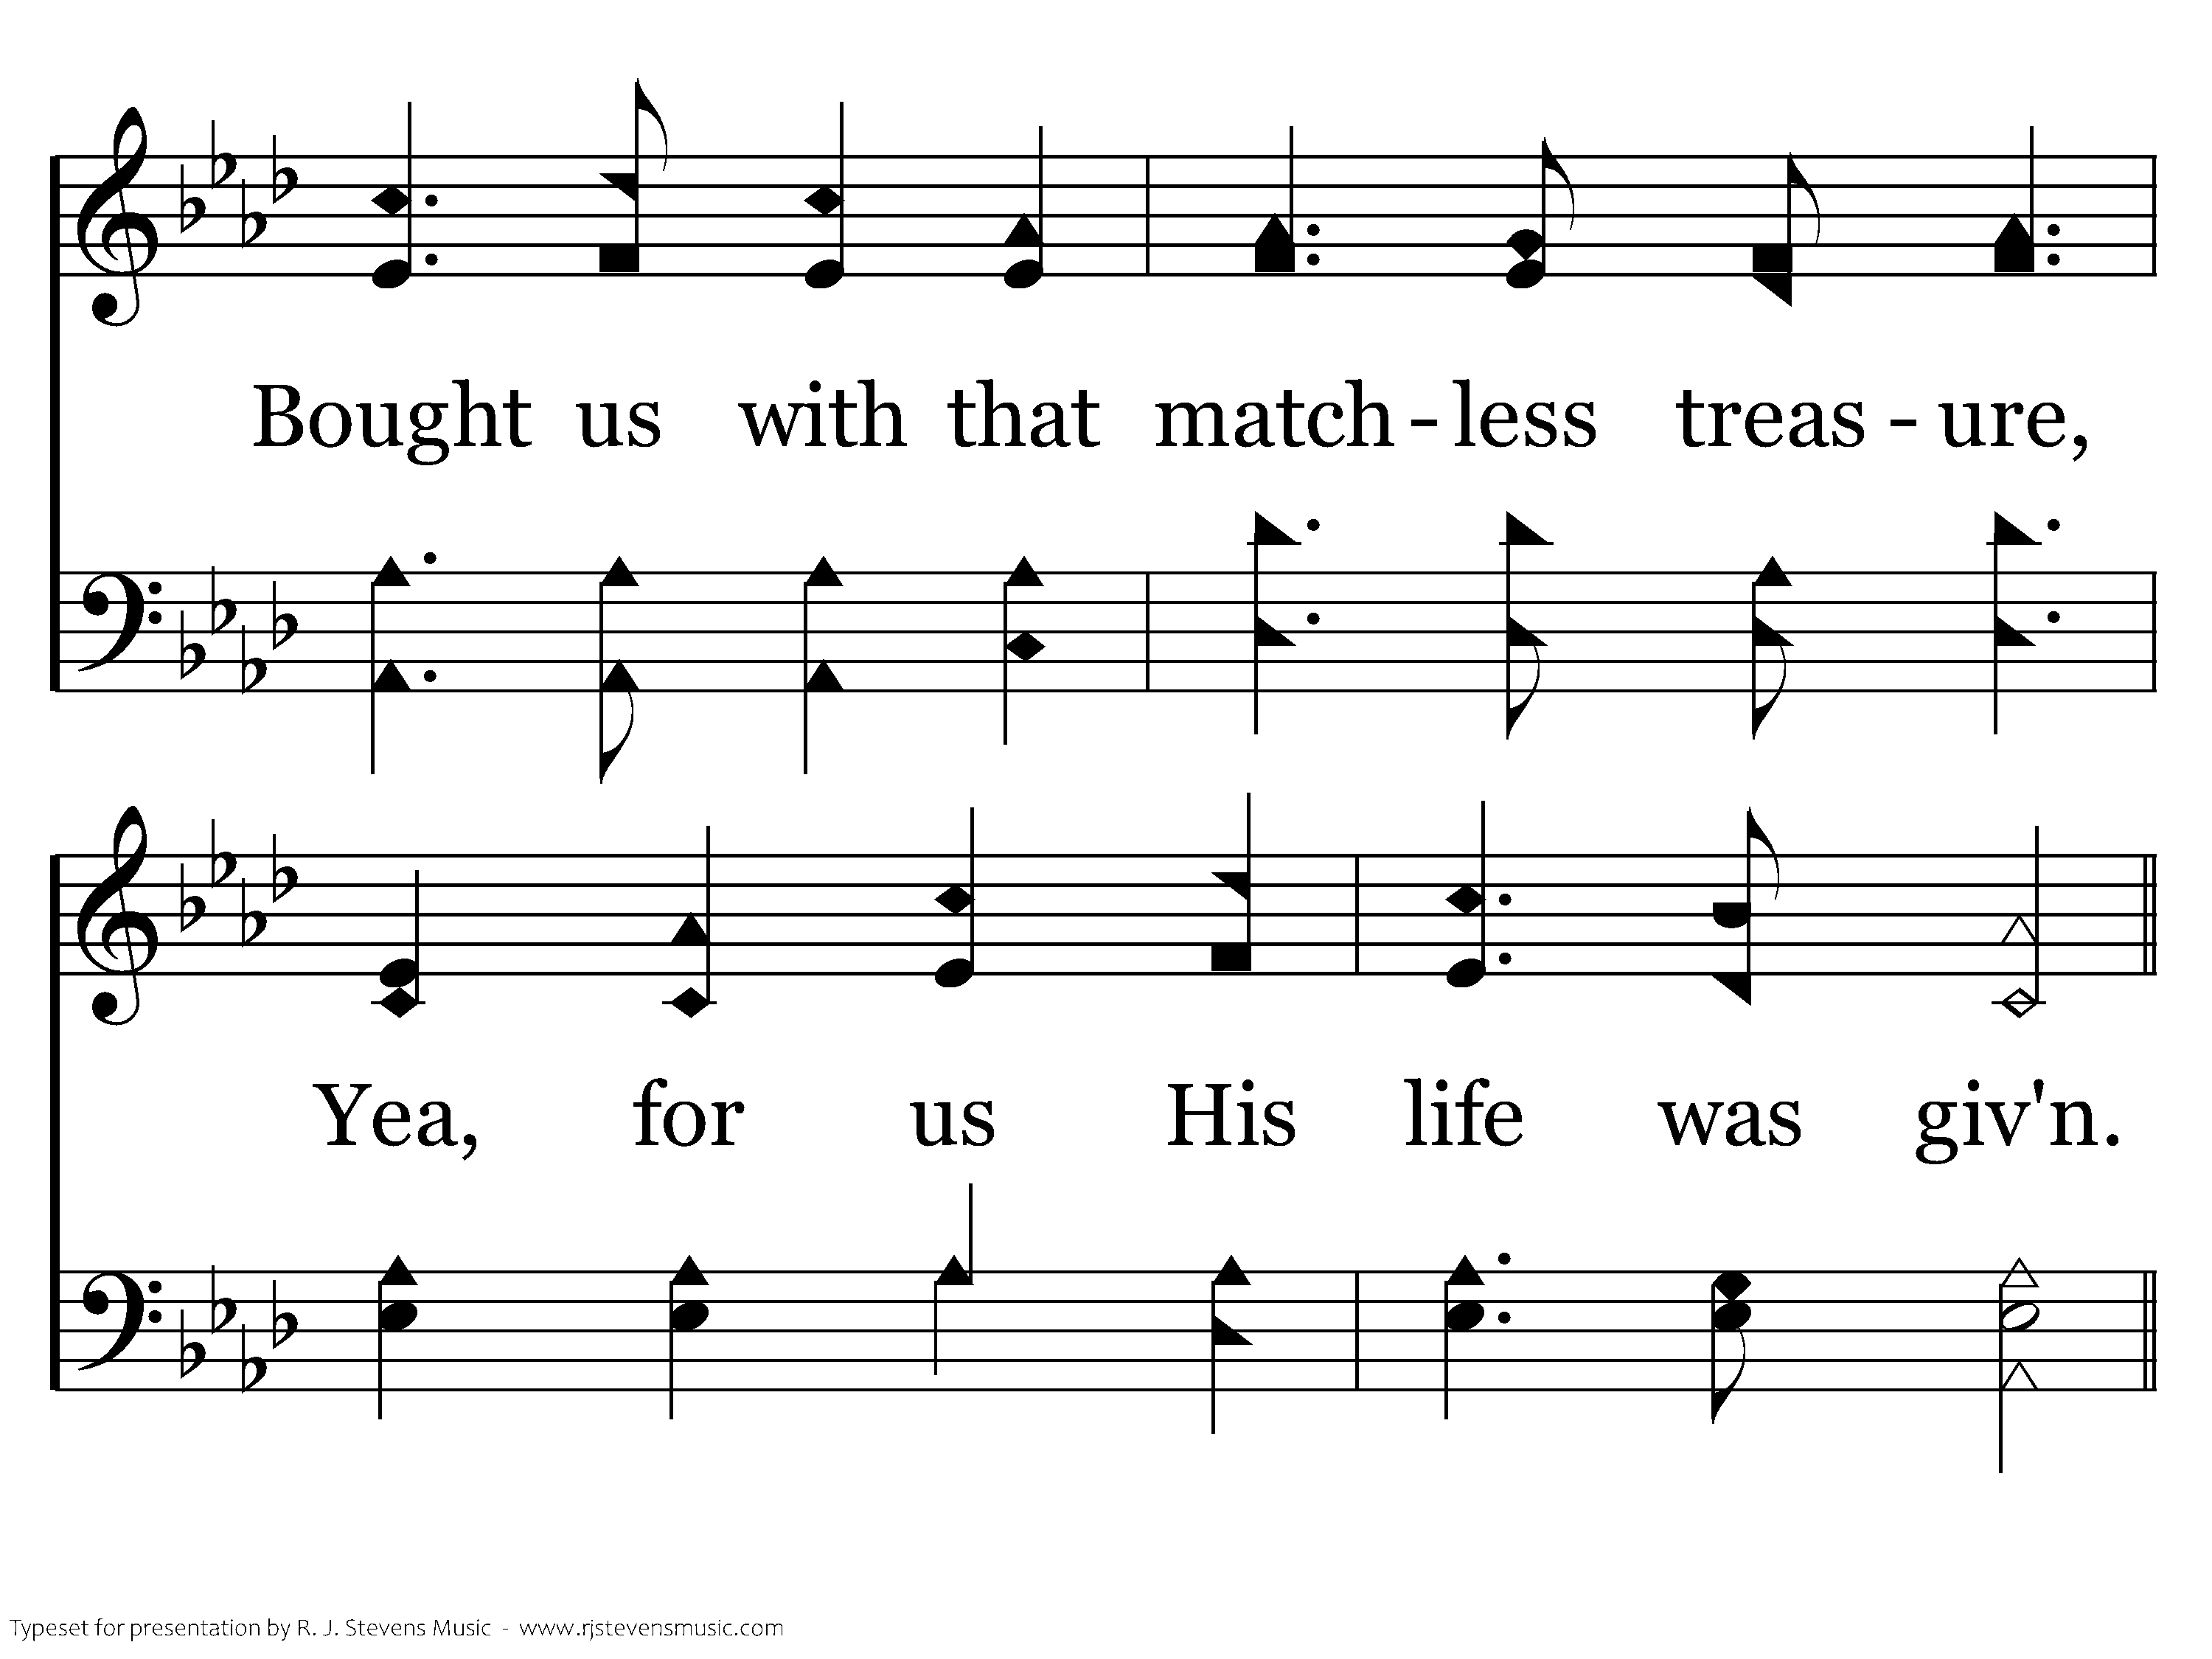 Bought us with that match - less treas - ure,
Yea, for us His life was giv'n.
Typeset for presentation by R. J. Stevens Music - www.rjstevensmusic.com